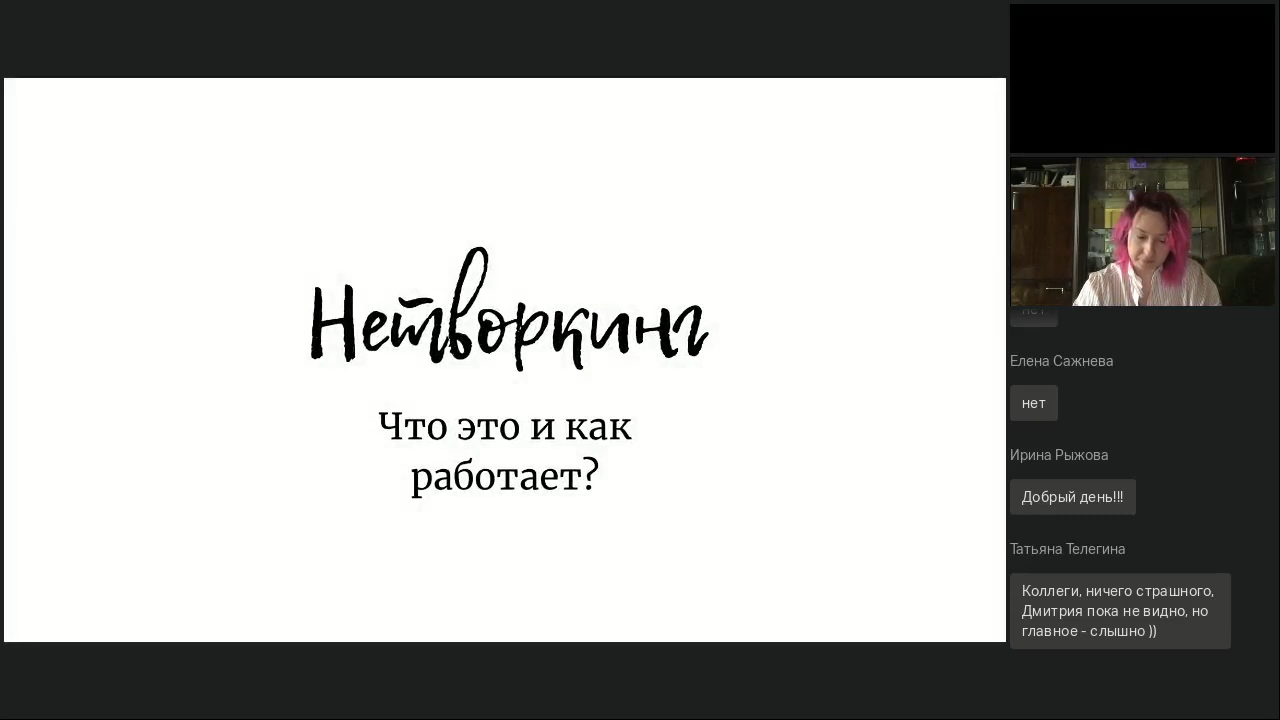 Нетворкинг
Что это и как
работает?
нет
Елена Сажнева
нет
Ирина Рыжова
Добрый день!!!
Татьяна Телегина
Коллеги, ничего страшного,
Дмитрия пока не видно, но
главное - слышно ))